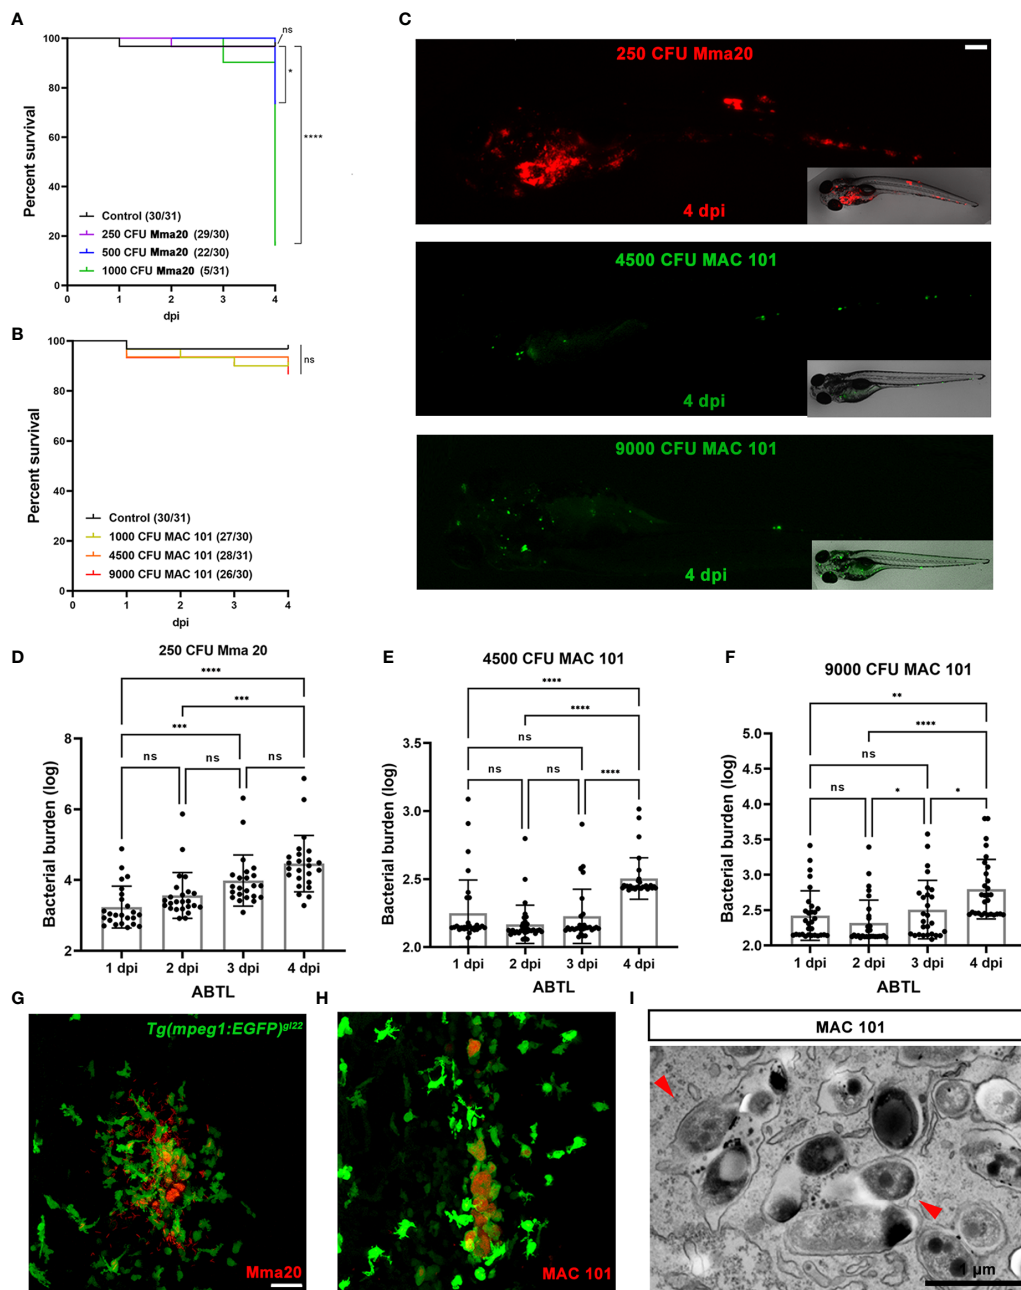 A
ns
100
80
60
40
20
0
Percent survival
*
****
Control (30/31)
250 CFU Mma20 (29/30)
500 CFU Mma20 (22/30)
1000 CFU Mma20 (5/31)
0 1 2 3 4
dpi
B
100
80
60
40
20
0
Percent survival
ns
Control (30/31)
1000 CFU MAC 101 (27/30)
4500 CFU MAC 101 (28/31)
9000 CFU MAC 101 (26/30)
0 1 2 3 4
dpi
C
250 CFU Mma20
4 dpi
4500 CFU MAC 101
4 dpi
9000 CFU MAC 101
4 dpi
D
250 CFU Mma 20
****
***
***
ns ns ns
8
6
4
2
Bacterial burden (log)
1 dpi 2 dpi 3 dpi 4 dpi
ABTL
E
4500 CFU MAC 101
****
****
ns
ns ns ****
3.5
3.0
2.5
2.0
Bacterial burden (log)
1 dpi 2 dpi 3 dpi 4 dpi
ABTL
F
9000 CFU MAC 101
**
****
ns
ns * *
5.0
4.5
4.0
3.5
3.0
2.5
2.0
Bacterial burden (log)
1 dpi 2 dpi 3 dpi 4 dpi
ABTL
G
Tg(mpeg1:EGFP)gl22
Mma20
H
MAC 101
I
MAC 101
1 µm